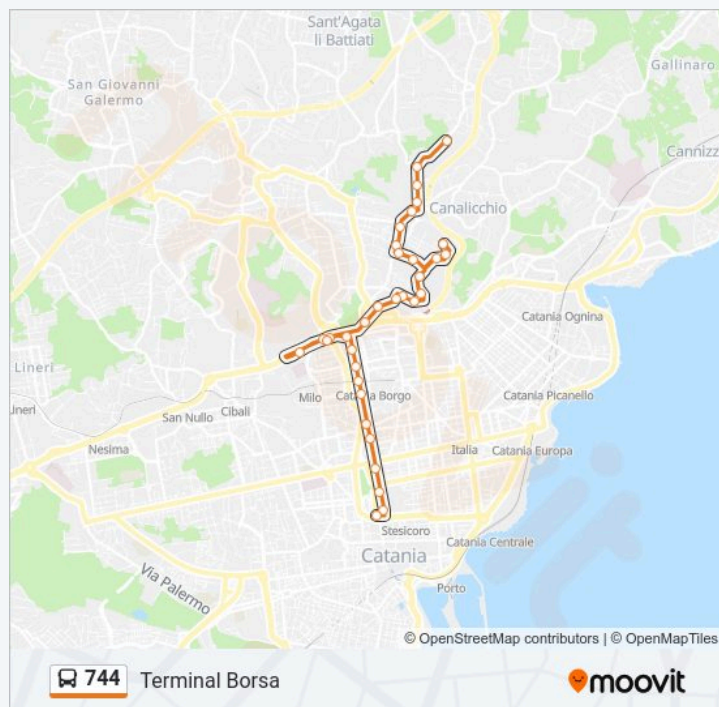 Sant'Agata
li Battiati
San Giovanni
Galermo
Gallinaro
Cannizz
Canalicchio
Catania Ognina
Lineri
Lineri
Milo
Catania Borgo
Catania Picanello
San Nullo
Cibali
Nesima
Italia
Catania Europa
Stesicoro
Catania Centrale
Catania
Via Palermo
Porto
© OpenStreetMap contributors | © OpenMapTiles
744
Terminal Borsa
moovit